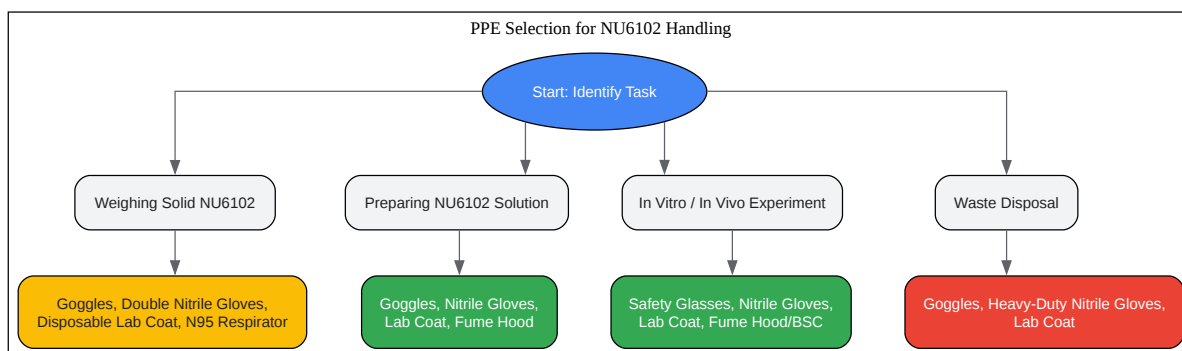 PPE Selection for NU6102 Handling
Start: Identify Task
Weighing Solid NU6102
Preparing NU6102 Solution
In Vitro / In Vivo Experiment
Waste Disposal
Goggles, Double Nitrile Gloves,
Disposable Lab Coat, N95 Respirator
Goggles, Nitrile Gloves,
Lab Coat, Fume Hood
Safety Glasses, Nitrile Gloves,
Lab Coat, Fume Hood/BSC
Goggles, Heavy-Duty Nitrile Gloves,
Lab Coat